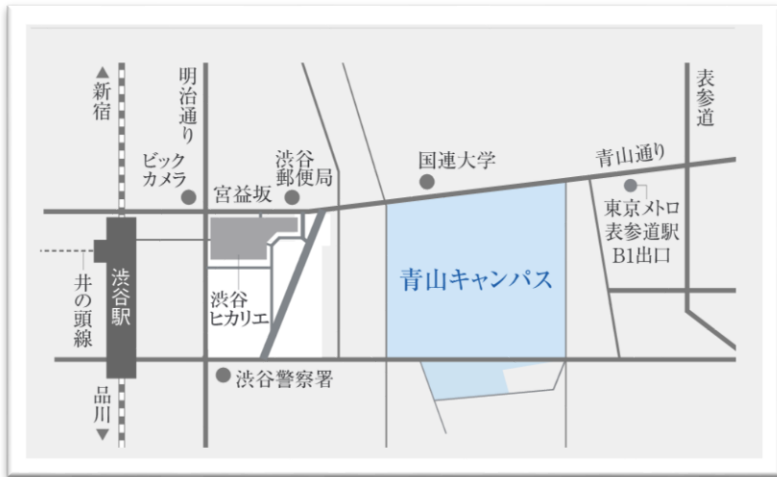 ▲
新宿
明治通り
ビック
カメラ
宮益坂
渋谷
郵便局
国連大学
青山通り
表参道
東京メトロ
表参道駅
B1出口
青山キャンパス
渋谷
ヒカリエ
渋谷駅
井の頭線
渋谷警察署
品川
▼